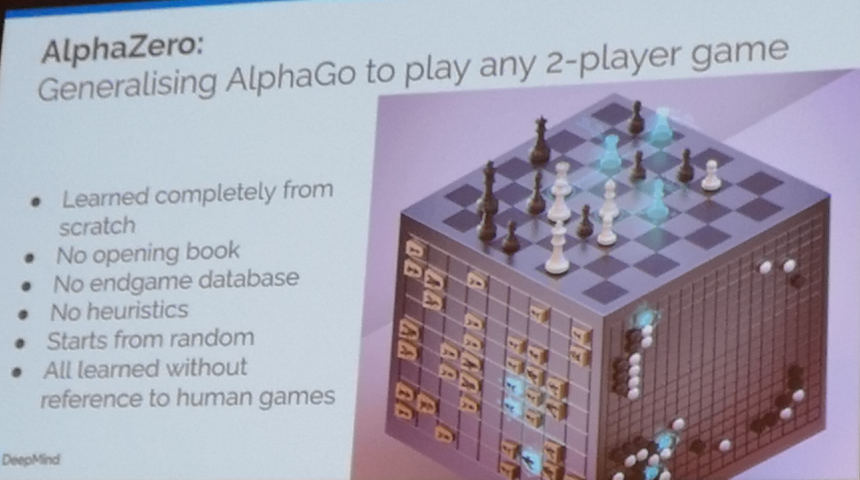 AlphaZero:
Generalising AlphaGo to play any 2-player game
• Learned completely from
scratch
• No opening book
• No endgame database
• No heuristics
• Starts from random
• All learned without
reference to human games
DeepMind